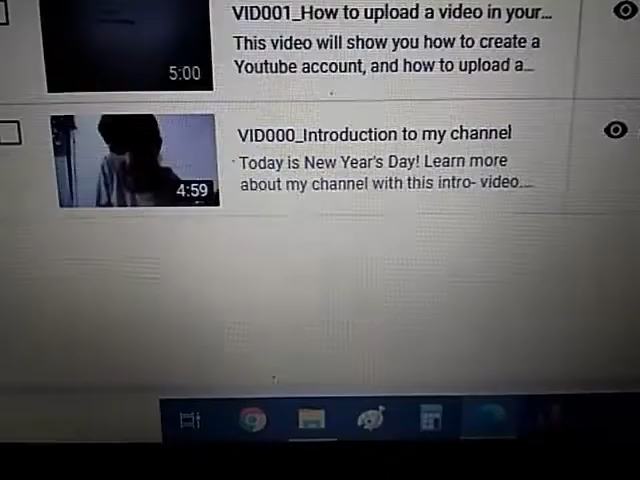 VID001_How to upload a video in your...
This video will show you how to create a
Youtube account, and how to upload a...
5:00
VID000_Introduction to my channel
Today is New Year's Day! Learn more
about my channel with this intro- video...
4:59